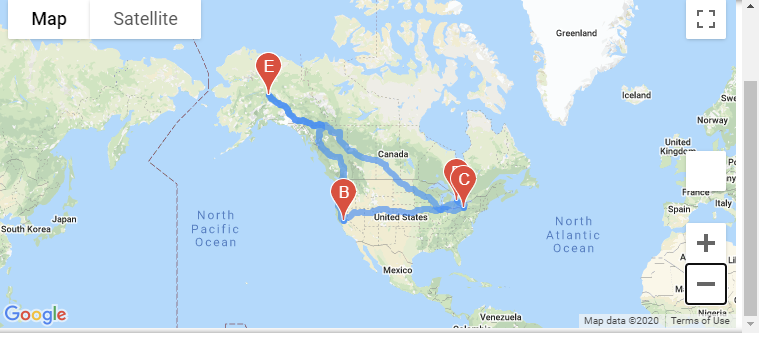 Map
Satellite
Greenland
Iceland
Norway
United
Kingdom
France
Spain
Italy
Canada
United States
Mexico
Venezuela
Japan
South Korea
North
Pacific
Ocean
North
Atlantic
Ocean
Nigeria
E
B
C
Google
Map data ©2020
Terms of Use